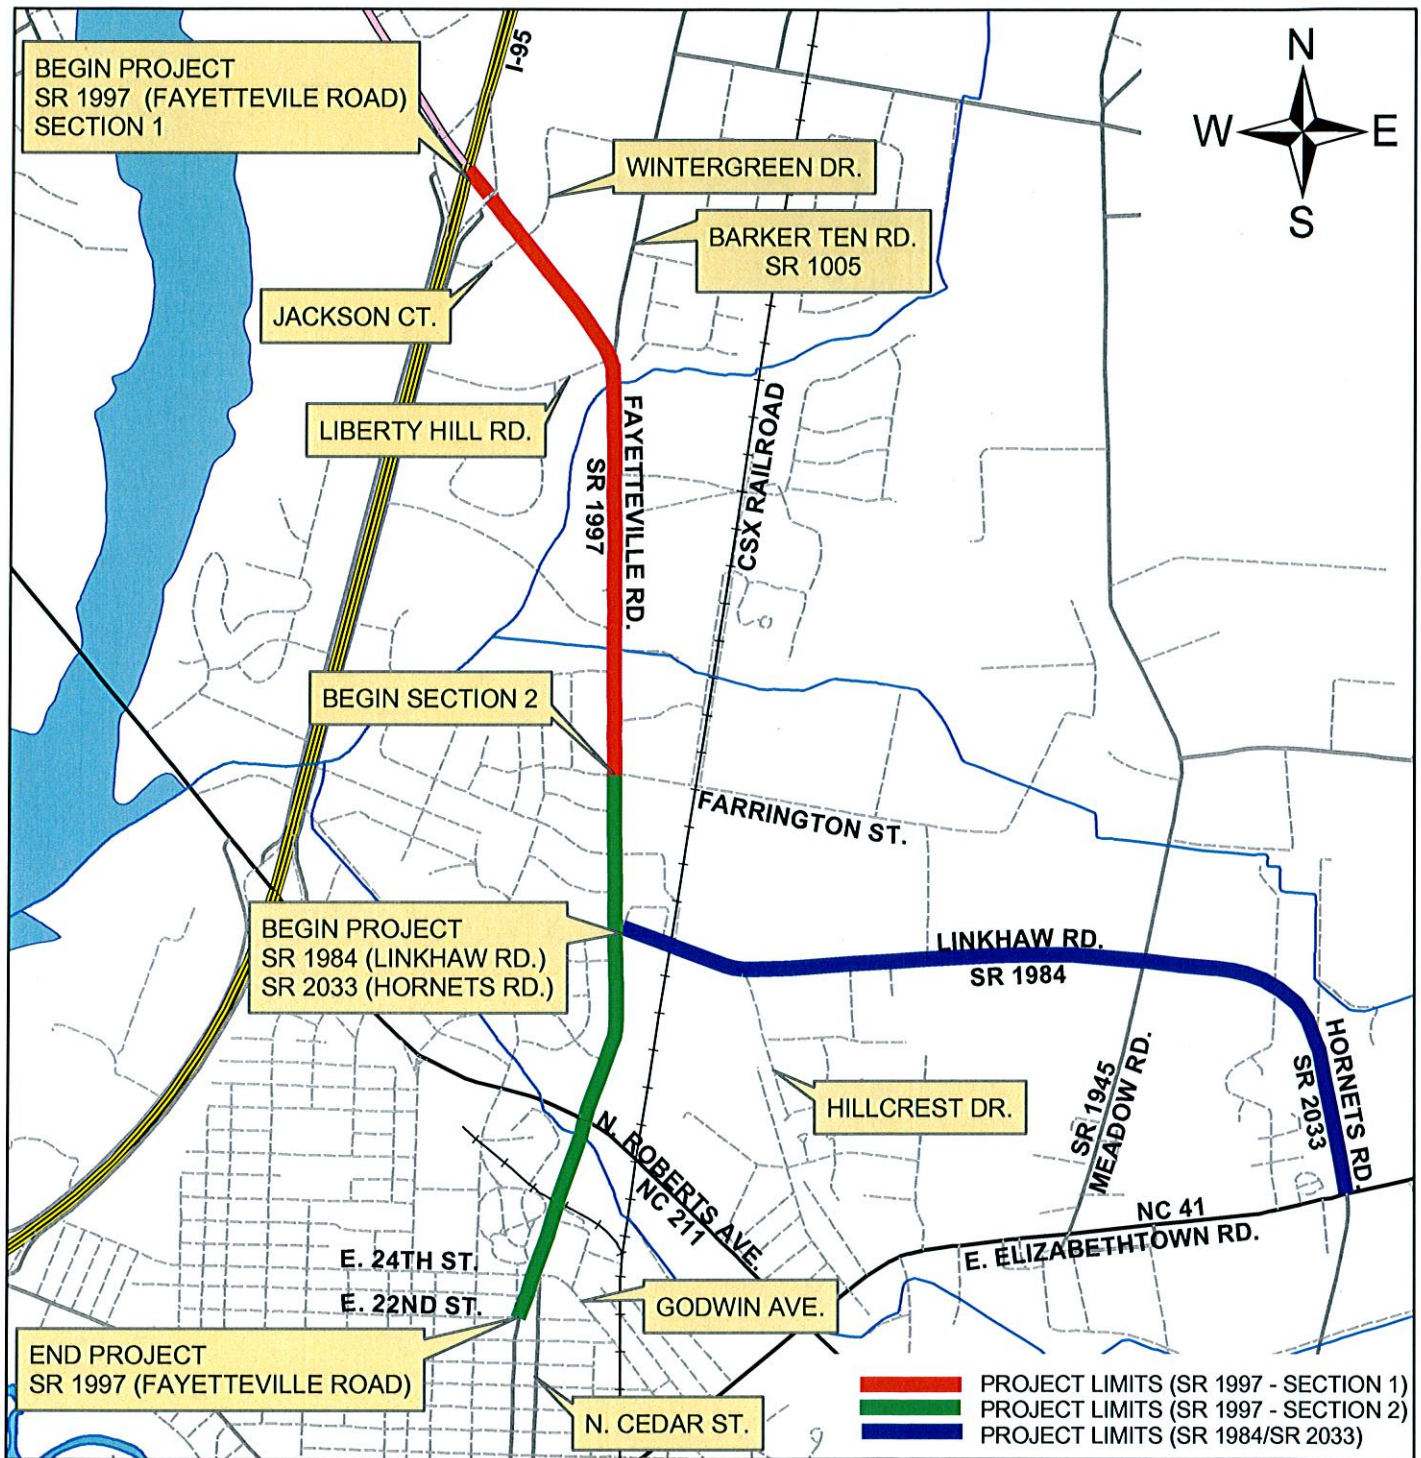 BEGIN PROJECT
SR 1997 (FAYETTEVILE ROAD)
SECTION 1
I-95
N
W
E
S
WINTERGREEN DR.
BARKER TEN RD.
SR 1005
JACKSON CT.
LIBERTY HILL RD.
FAYETTEVILLE RD.
SR 1997
CSX RAILROAD
BEGIN SECTION 2
FARRINGTON ST.
BEGIN PROJECT
SR 1984 (LINKHAW RD.)
SR 2033 (HORNETS RD.)
LINKHAW RD.
SR 1984
HORNETS RD.
SR 2033
SR 1945
MEADOW RD.
HILLCREST DR.
N. ROBERTS AVE.
NC 211
NC 41
E. ELIZABETHTOWN RD.
E. 24TH ST.
E. 22ND ST.
GODWIN AVE.
END PROJECT
SR 1997 (FAYETTEVILLE ROAD)
N. CEDAR ST.
PROJECT LIMITS (SR 1997 - SECTION 1)
PROJECT LIMITS (SR 1997 - SECTION 2)
PROJECT LIMITS (SR 1984/SR 2033)